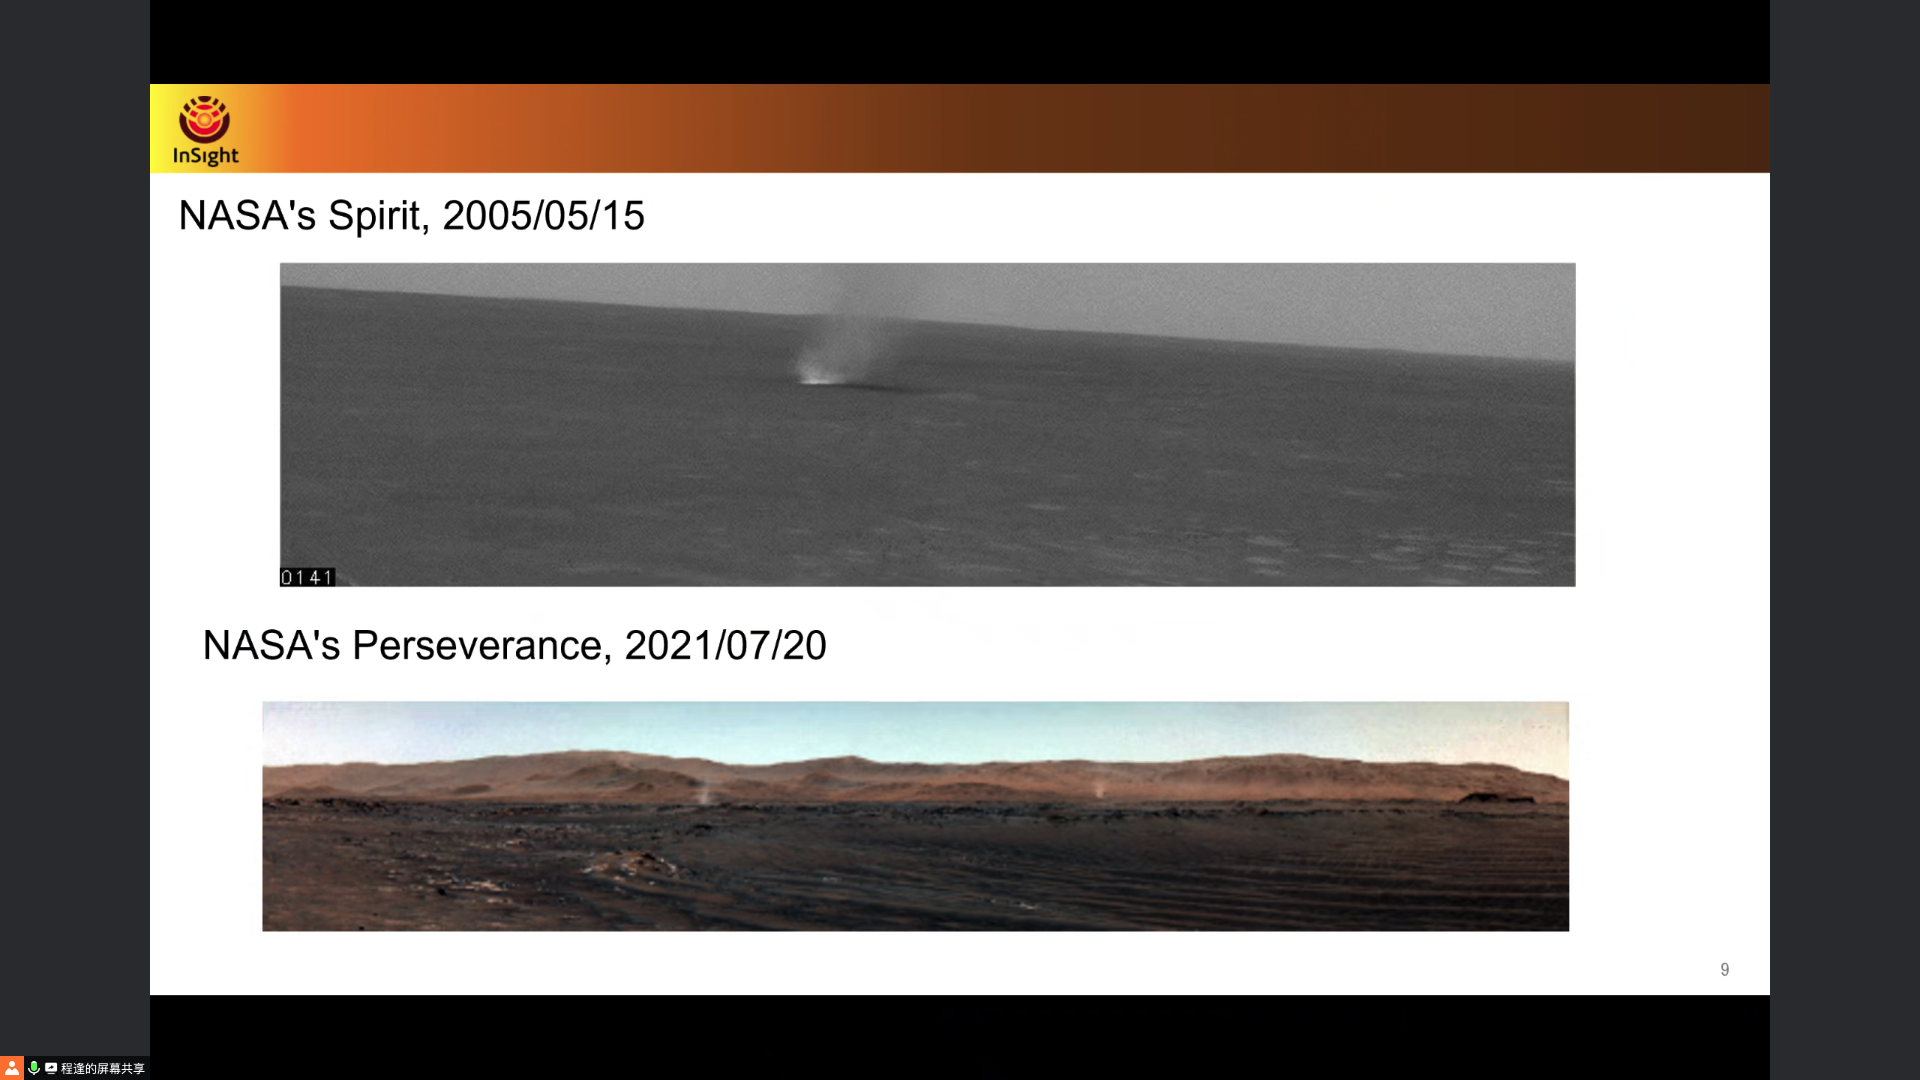 InSight
NASA's Spirit, 2005/05/15
0141
NASA's Perseverance, 2021/07/20
9
程逢的屏幕共享